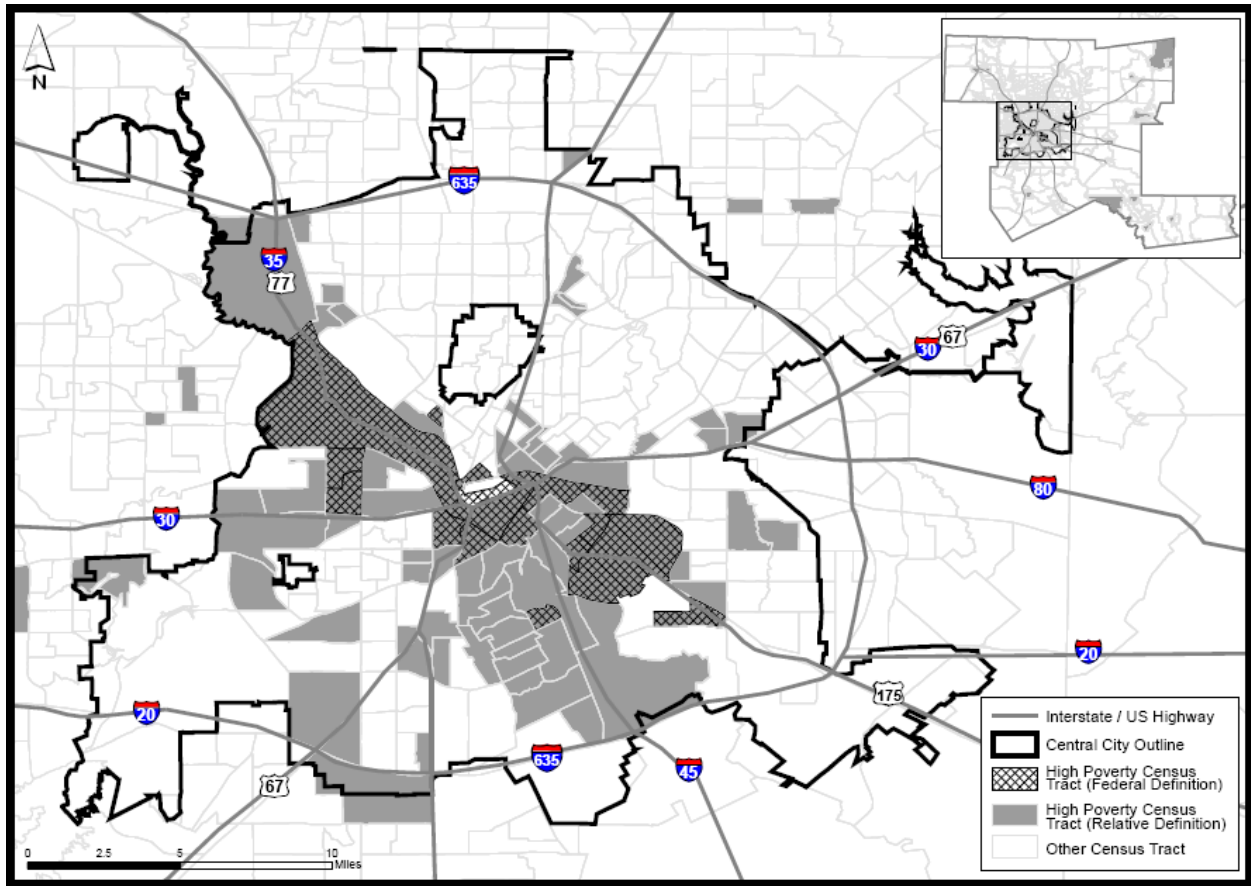 N
635
35
77
67
30
80
30
20
175
20
635
45
67
Interstate / US Highway
Central City Outline
High Poverty Census
Tract (Federal Definition)
High Poverty Census
Tract (Relative Definition)
Other Census Tract
0 2.5 5 10
Miles